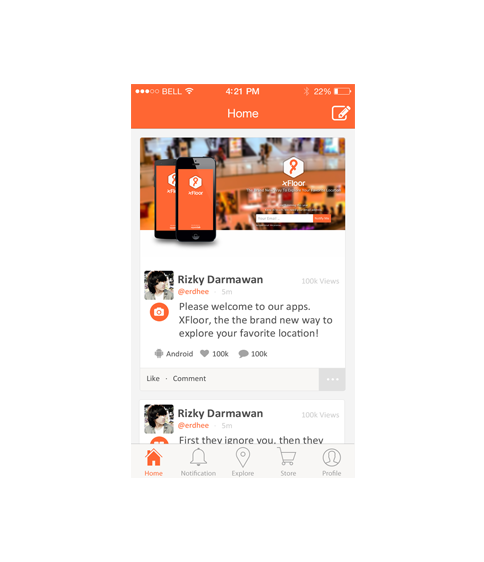 BELL 4:21 PM 22%
Home
xFloor
xFloor
xFloor
Rizky Darmawan 100k Views
@erdhee · 5m
Please welcome to our apps.
XFloor, the the brand new way to
explore your favorite location!
Android 100k 100k
Like · Comment
Rizky Darmawan 100k Views
@erdhee · 5m
First they ignore you, then they
Home Notification Explore Store Profile